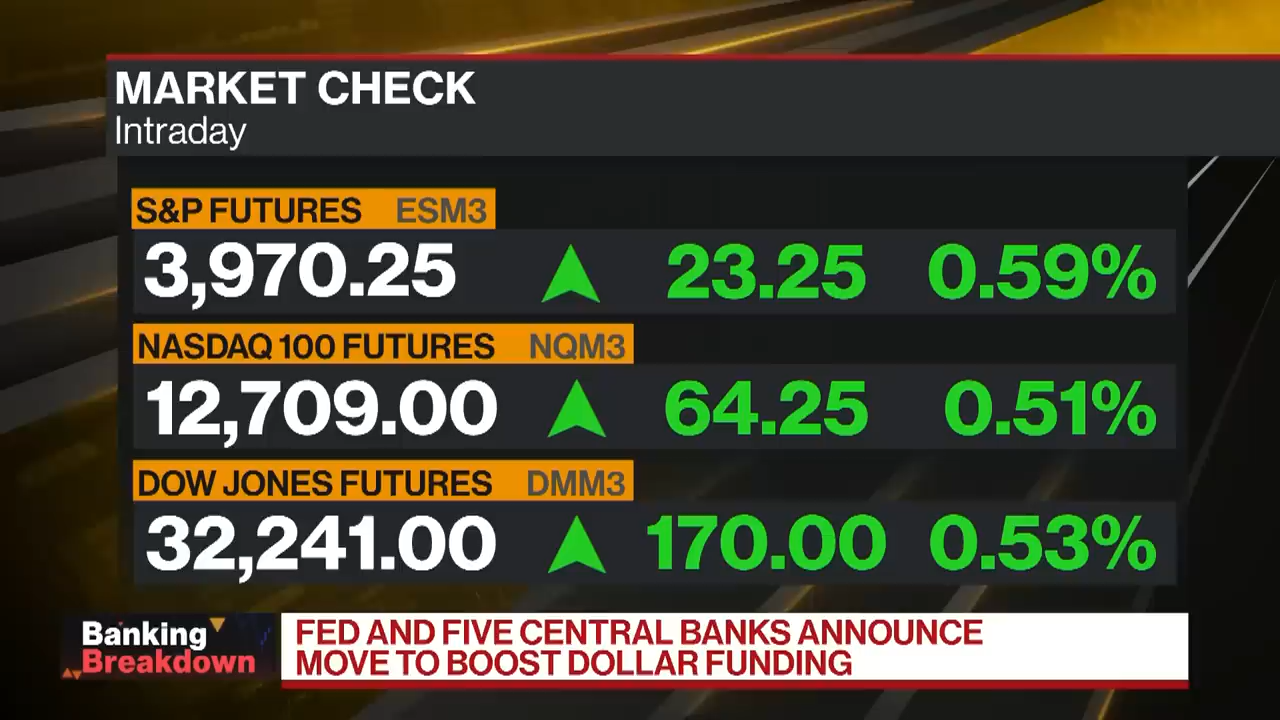 MARKET CHECK
Intraday
S&P FUTURES ESM3
3,970.25 23.25 0.59%
NASDAQ 100 FUTURES NQM3
12,709.00 64.25 0.51%
DOW JONES FUTURES DMM3
32,241.00 170.00 0.53%
Banking
Breakdown
FED AND FIVE CENTRAL BANKS ANNOUNCE
MOVE TO BOOST DOLLAR FUNDING